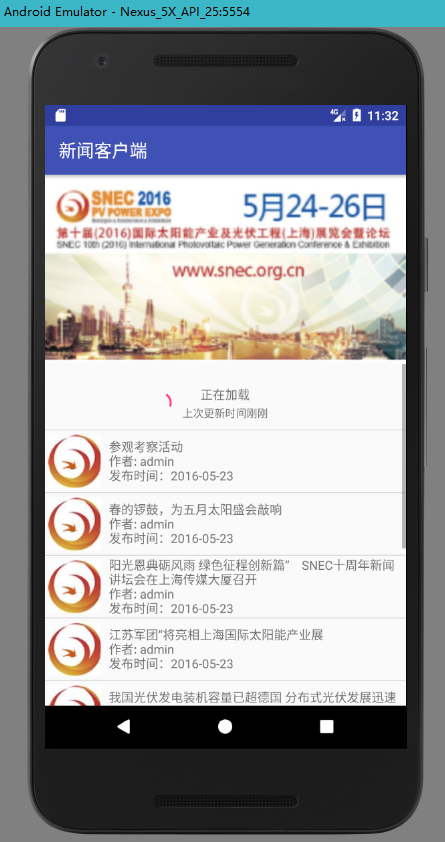 Android Emulator - Nexus_5X_API_25:5554
4G 11:32
新闻客户端
SNEC 2016
PV POWER EXPO
5月24-26日
第十届(2016)国际太阳能产业及光伏工程(上海)展览会暨论坛
SNEC 10th (2016) International Photovoltaic Power Generation Conference & Exhibition
www.snec.org.cn
正在加载
上次更新时间刚刚
参观考察活动
作者: admin
发布时间：2016-05-23
春的锣鼓，为五月太阳盛会敲响
作者: admin
发布时间：2016-05-23
阳光恩典砺风雨 绿色征程创新篇” SNEC十周年新闻
讲坛会在上海传媒大厦召开
作者: admin
发布时间：2016-05-23
江苏军团”将亮相上海国际太阳能产业展
作者: admin
发布时间：2016-05-23
我国光伏发电装机容量已超德国 分布式光伏发展迅速